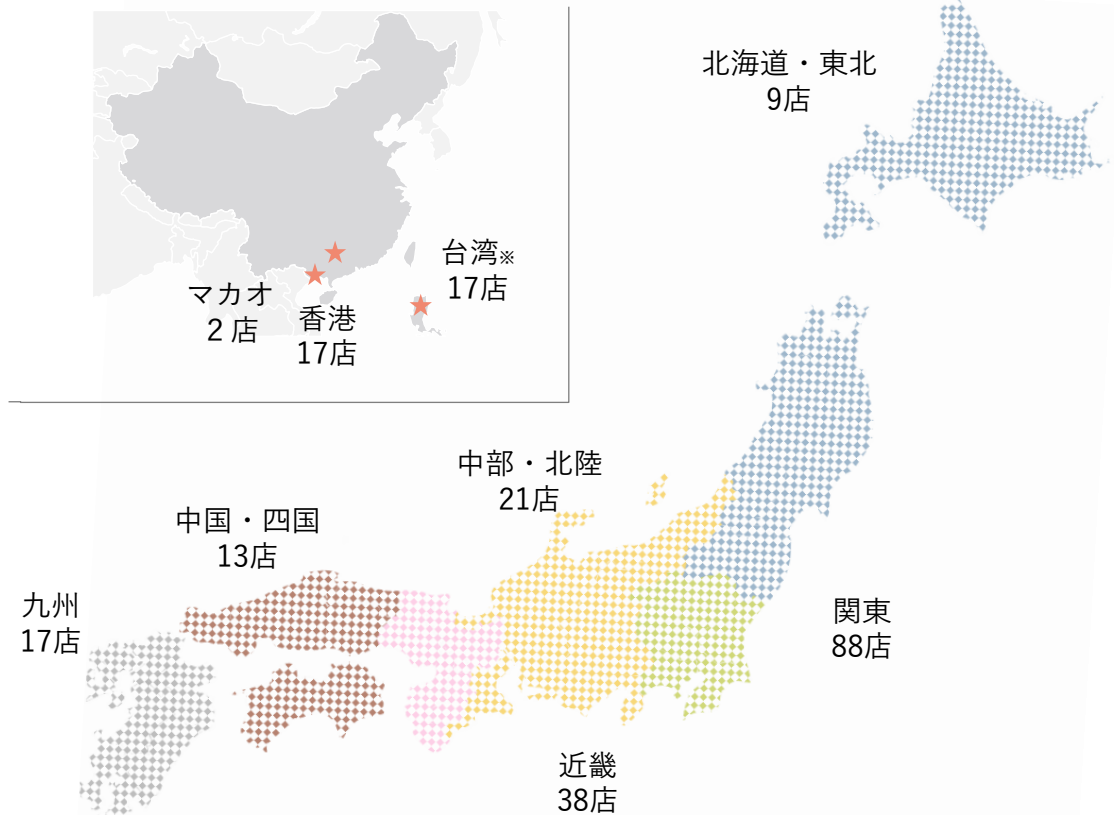 北海道・東北
9店
台湾※
17店
マカオ
２店
香港
17店
中部・北陸
21店
中国・四国
13店
九州
17店
関東
88店
近畿
38店